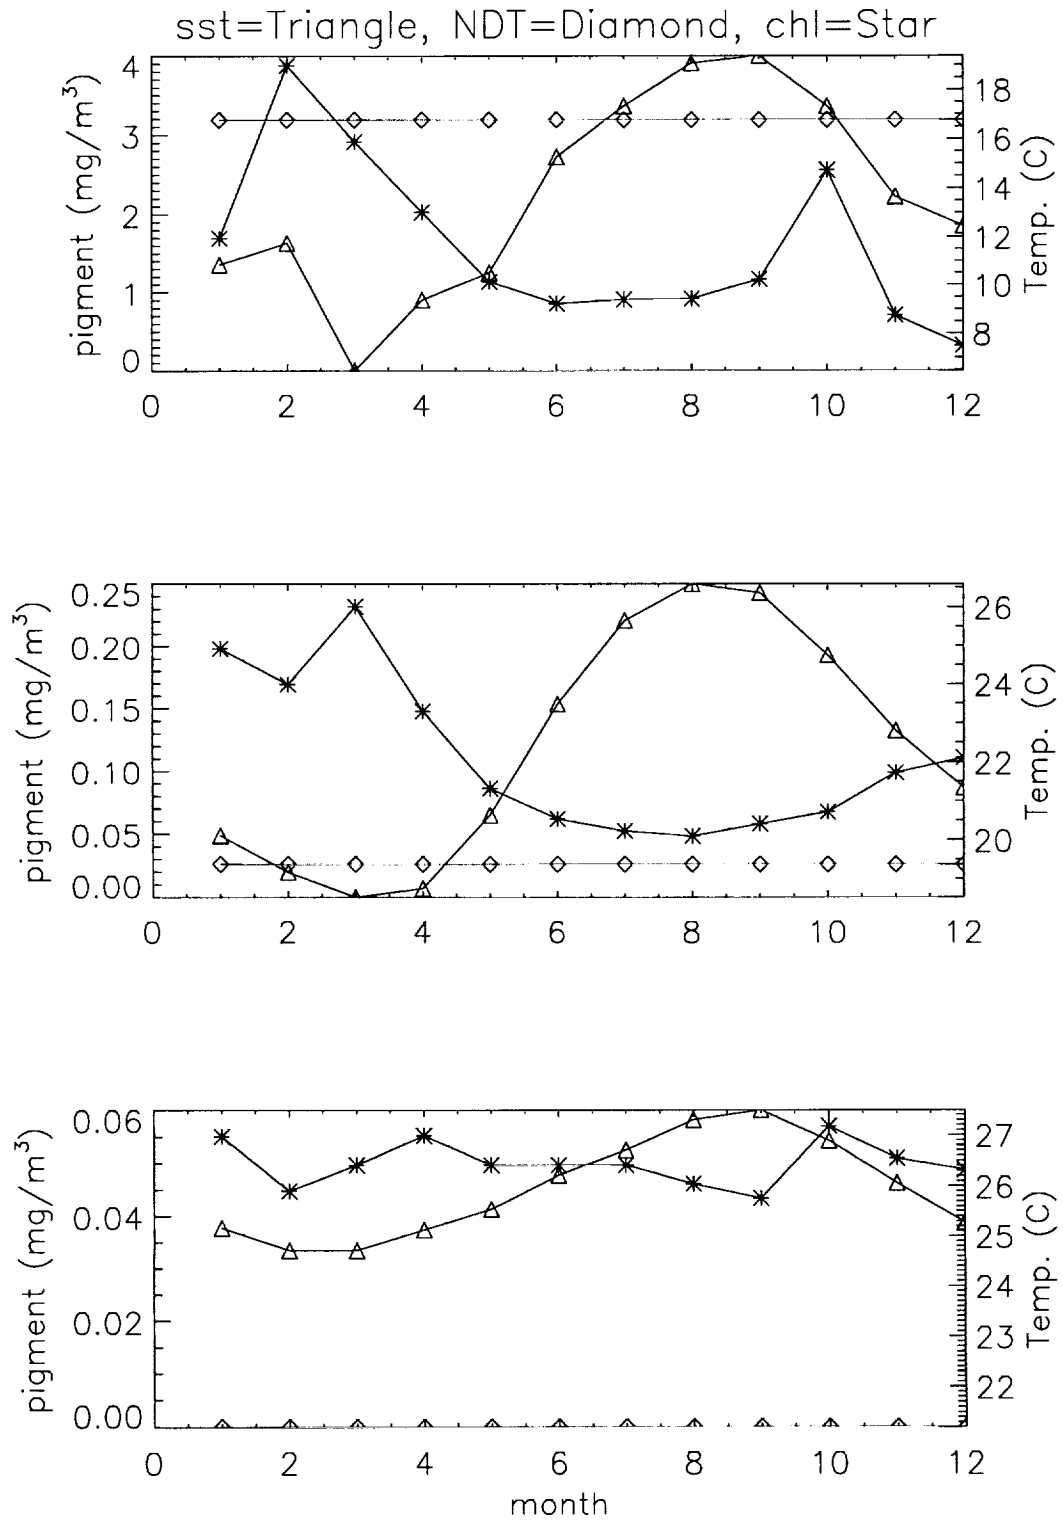 sst=Triangle, NDT=Diamond, chl=Star
pigment (mg/m³)
4
3
2
1
0
18
16
14
12
10
8
Temp. (C)
0 2 4 6 8 10 12
pigment (mg/m³)
0.25
0.20
0.15
0.10
0.05
0.00
26
24
22
20
Temp. (C)
0 2 4 6 8 10 12
pigment (mg/m³)
0.06
0.04
0.02
0.00
27
26
25
24
23
22
Temp. (C)
0 2 4 6 8 10 12
month